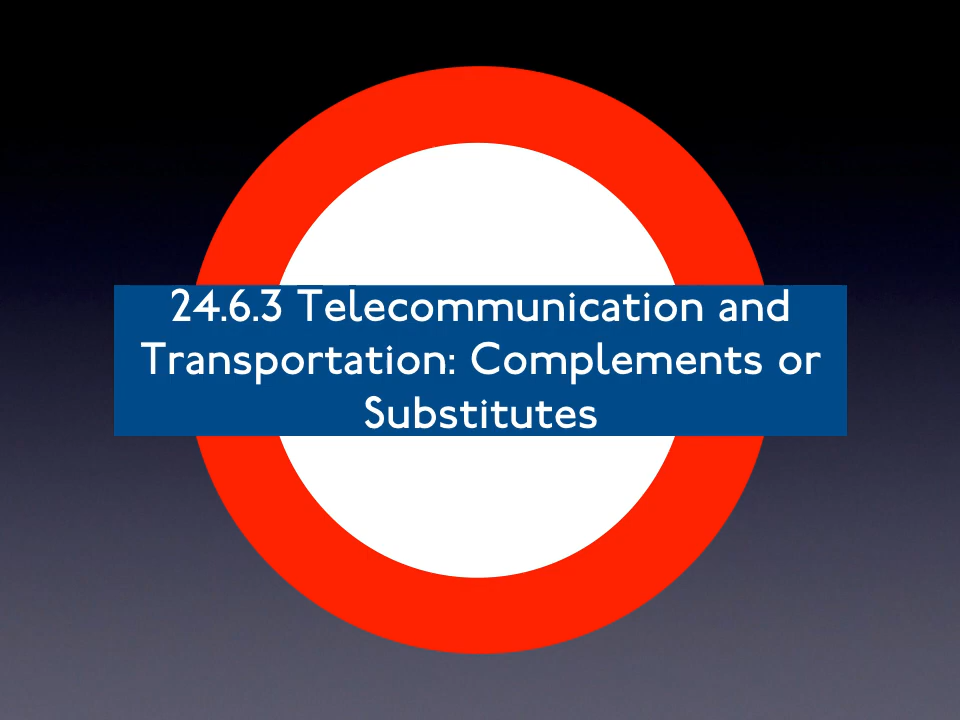 24.6.3 Telecommunication and
Transportation: Complements or
Substitutes